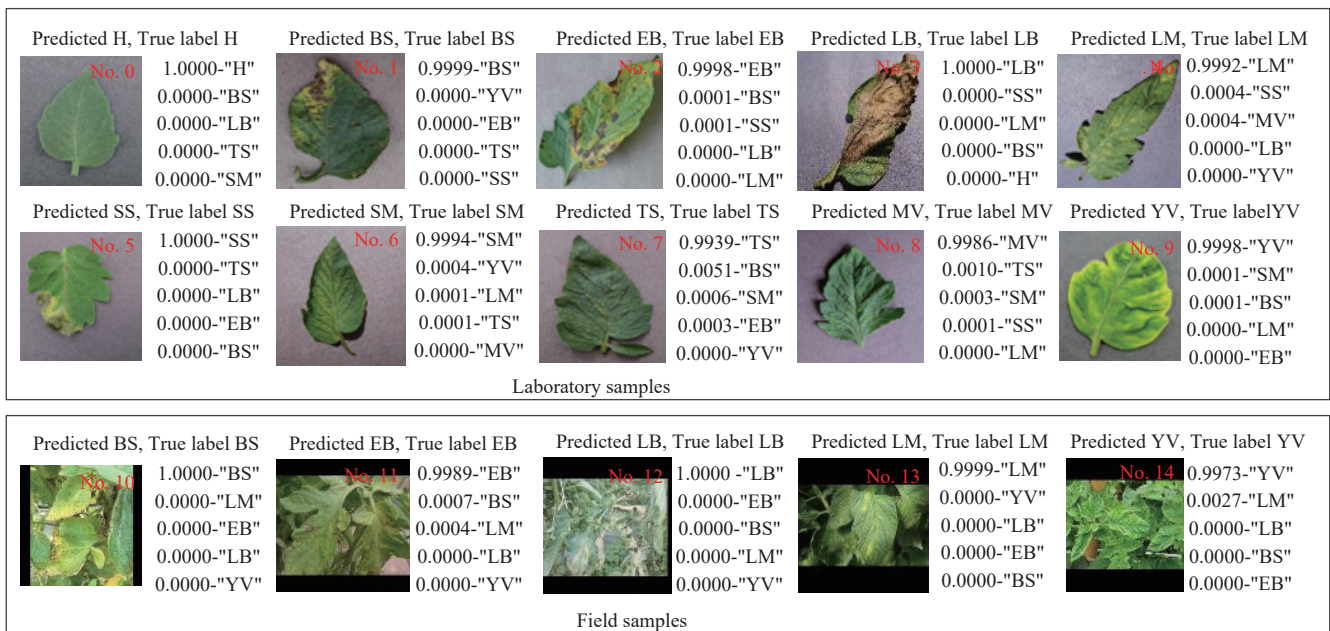 Predicted H, True label H
No. 0
1.0000-"H"
0.0000-"BS"
0.0000-"LB"
0.0000-"TS"
0.0000-"SM"
Predicted BS, True label BS
No. 1
0.9999-"BS"
0.0000-"YV"
0.0000-"EB"
0.0000-"TS"
0.0000-"SS"
Predicted EB, True label EB
No. 2
0.9998-"EB"
0.0001-"BS"
0.0001-"SS"
0.0000-"LB"
0.0000-"LM"
Predicted LB, True label LB
No. 3
1.0000-"LB"
0.0000-"SS"
0.0000-"LM"
0.0000-"BS"
0.0000-"H"
Predicted LM, True label LM
No.
0.9992-"LM"
0.0004-"SS"
0.0004-"MV"
0.0000-"LB"
0.0000-"YV"
Predicted SS, True label SS
No. 5
1.0000-"SS"
0.0000-"TS"
0.0000-"LB"
0.0000-"EB"
0.0000-"BS"
Predicted SM, True label SM
No. 6
0.9994-"SM"
0.0004-"YV"
0.0001-"LM"
0.0001-"TS"
0.0000-"MV"
Predicted TS, True label TS
No. 7
0.9939-"TS"
0.0051-"BS"
0.0006-"SM"
0.0003-"EB"
0.0000-"YV"
Predicted MV, True label MV
No. 8
0.9986-"MV"
0.0010-"TS"
0.0003-"SM"
0.0001-"SS"
0.0000-"LM"
Predicted YV, True labelYV
No. 9
0.9998-"YV"
0.0001-"SM"
0.0001-"BS"
0.0000-"LM"
0.0000-"EB"
Laboratory samples
Predicted BS, True label BS
No. 10
1.0000-"BS"
0.0000-"LM"
0.0000-"EB"
0.0000-"LB"
0.0000-"YV"
Predicted EB, True label EB
No. 11
0.9989-"EB"
0.0007-"BS"
0.0004-"LM"
0.0000-"LB"
0.0000-"YV"
Predicted LB, True label LB
No. 12
1.0000 -"LB"
0.0000-"EB"
0.0000-"BS"
0.0000-"LM"
0.0000-"YV"
Predicted LM, True label LM
No. 13
0.9999-"LM"
0.0000-"YV"
0.0000-"LB"
0.0000-"EB"
0.0000-"BS"
Predicted YV, True label YV
No. 14
0.9973-"YV"
0.0027-"LM"
0.0000-"LB"
0.0000-"BS"
0.0000-"EB"
Field samples